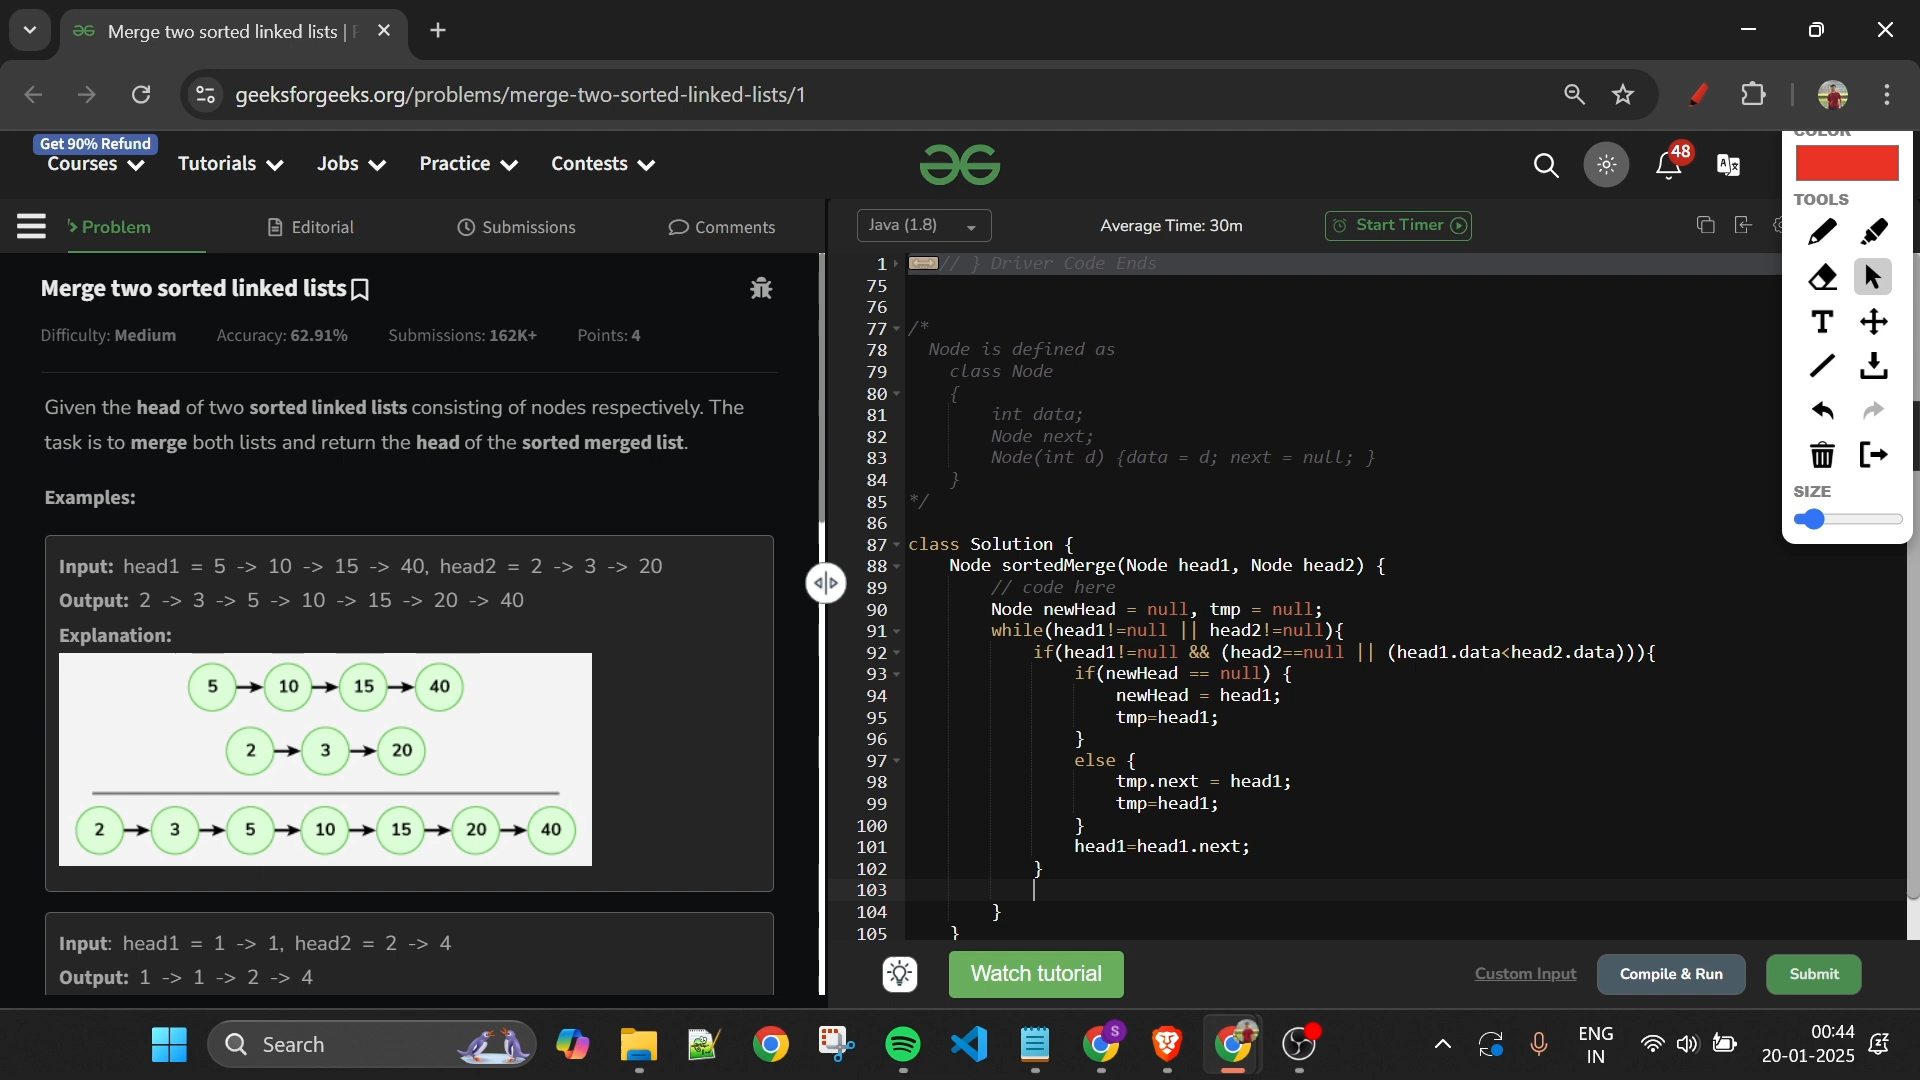 Merge two sorted linked lists |
geeksforgeeks.org/problems/merge-two-sorted-linked-lists/1
Get 90% Refund
Courses Tutorials Jobs Practice Contests
48
COLOR
TOOLS
SIZE
Problem Editorial Submissions Comments
Java (1.8) Average Time: 30m Start Timer
Merge two sorted linked lists
Difficulty: Medium Accuracy: 62.91% Submissions: 162K+ Points: 4
Given the head of two sorted linked lists consisting of nodes respectively. The
task is to merge both lists and return the head of the sorted merged list.
Examples:
Input: head1 = 5 -> 10 -> 15 -> 40, head2 = 2 -> 3 -> 20
Output: 2 -> 3 -> 5 -> 10 -> 15 -> 20 -> 40
Explanation:
5 10 15 40
2 3 20
2 3 5 10 15 20 40
Input: head1 = 1 -> 1, head2 = 2 -> 4
Output: 1 -> 1 -> 2 -> 4
1 // } Driver Code Ends
75
76
77 /*
78 Node is defined as
79 class Node
80 {
81 int data;
82 Node next;
83 Node(int d) {data = d; next = null; }
84 }
85 */
86
87 class Solution {
88 Node sortedMerge(Node head1, Node head2) {
89 // code here
90 Node newHead = null, tmp = null;
91 while(head1!=null || head2!=null){
92 if(head1!=null && (head2==null || (head1.data<head2.data))){
93 if(newHead == null) {
94 newHead = head1;
95 tmp=head1;
96 }
97 else {
98 tmp.next = head1;
99 tmp=head1;
100 }
101 head1=head1.next;
102 }
103
104 }
105 }
Watch tutorial Custom Input Compile & Run Submit
Search
S
ENG
IN
00:44
20-01-2025